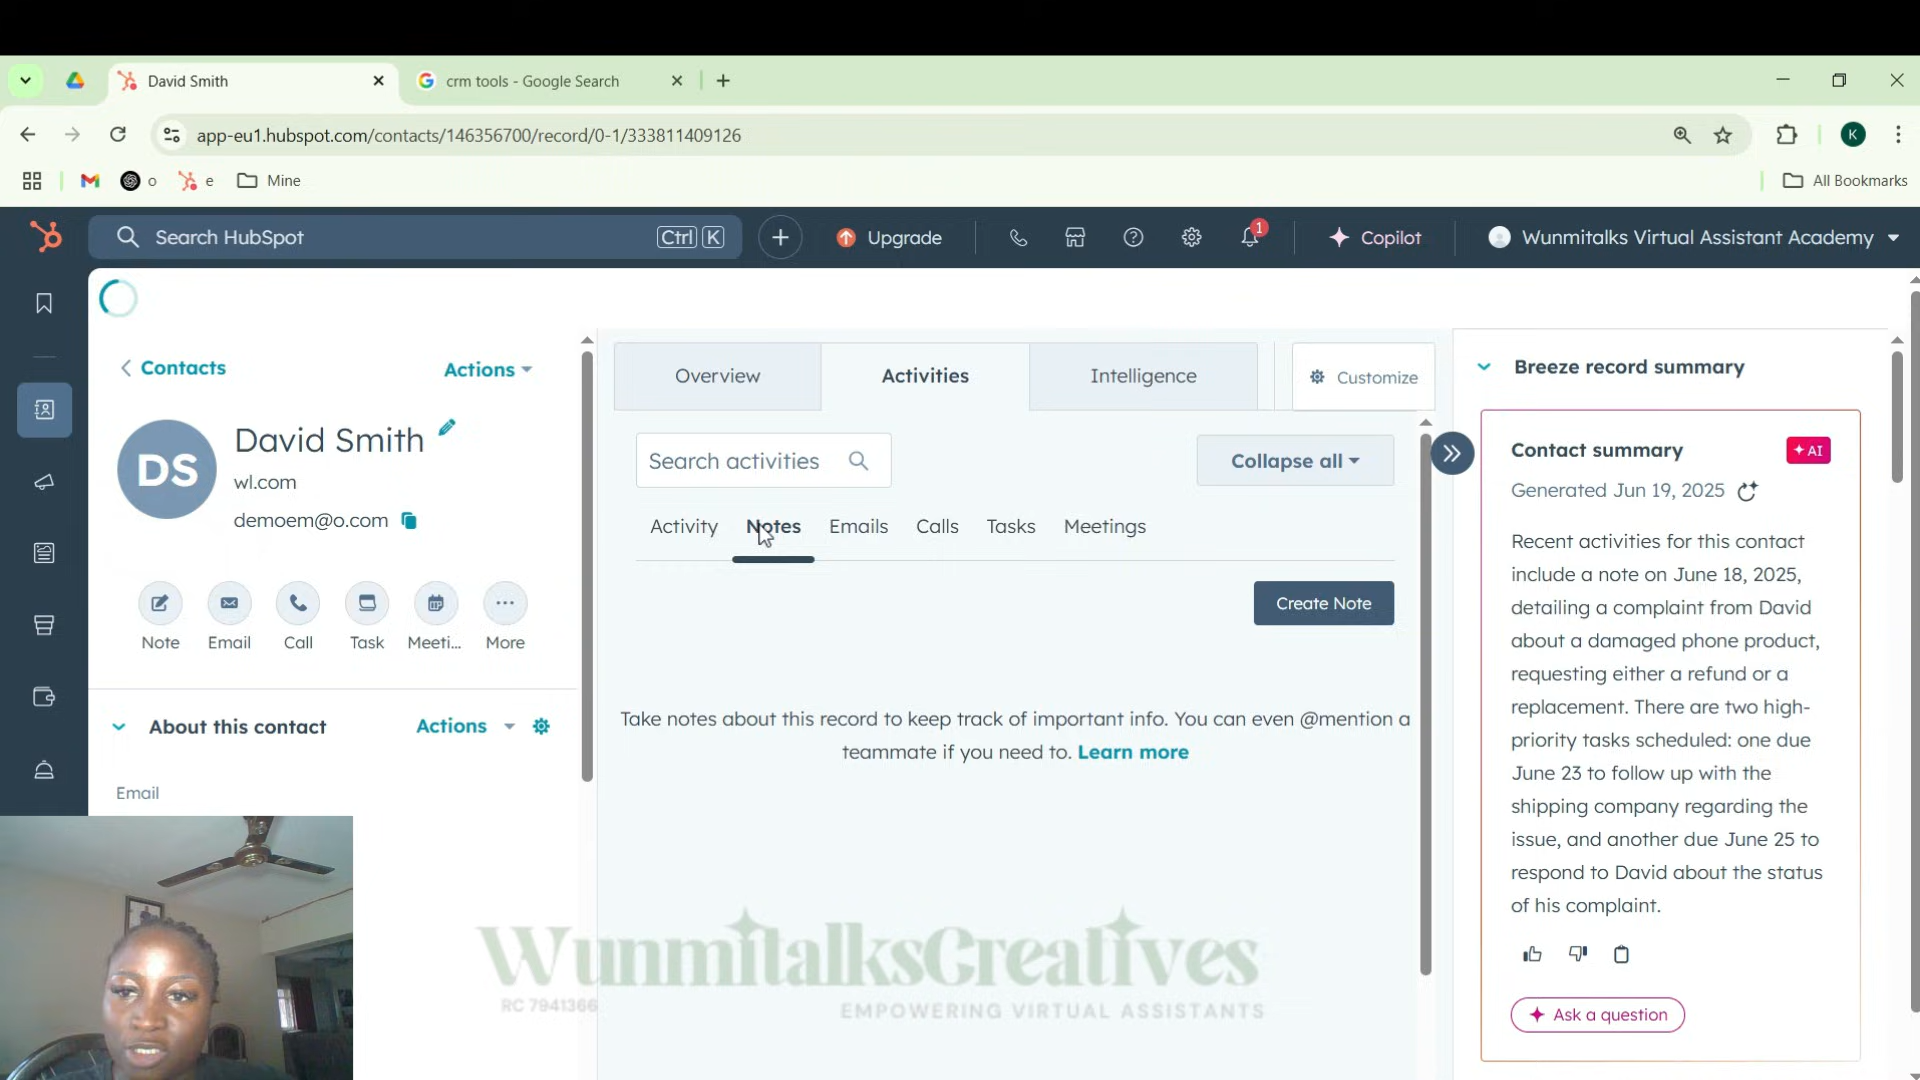 David Smith
crm tools - Google Search
app-eu1.hubspot.com/contacts/146356700/record/0-1/333811409126
K
o
e
Mine
All Bookmarks
Search HubSpot
Ctrl K
Upgrade
1
Copilot
Wunmitalks Virtual Assistant Academy
Contacts
Actions
DS
David Smith
wl.com
demoem@o.com
Note
Email
Call
Task
Meeti...
More
About this contact
Actions
Email
Overview
Activities
Intelligence
Customize
Search activities
Collapse all
Activity
Notes
Emails
Calls
Tasks
Meetings
Create Note
Take notes about this record to keep track of important info. You can even @mention a
teammate if you need to. Learn more
WunmitalksCreatives
RC 7941366
EMPOWERING VIRTUAL ASSISTANTS
Breeze record summary
Contact summary
AI
Generated Jun 19, 2025
Recent activities for this contact
include a note on June 18, 2025,
detailing a complaint from David
about a damaged phone product,
requesting either a refund or a
replacement. There are two high-
priority tasks scheduled: one due
June 23 to follow up with the
shipping company regarding the
issue, and another due June 25 to
respond to David about the status
of his complaint.
Ask a question